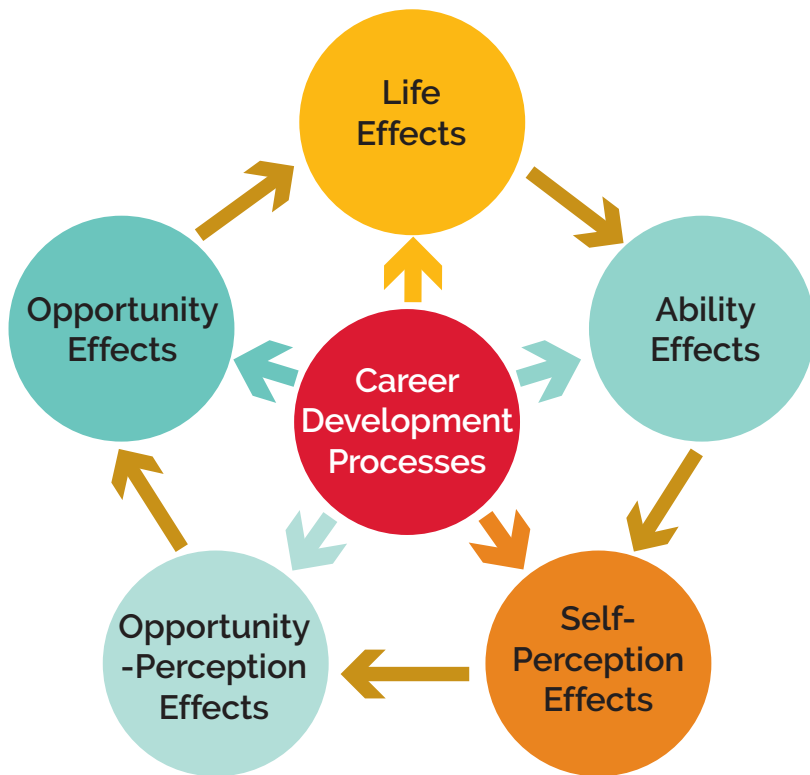 Life
Effects
Opportunity
Effects
Ability
Effects
Career
Development
Processes
Opportunity
-Perception
Effects
Self-
Perception
Effects